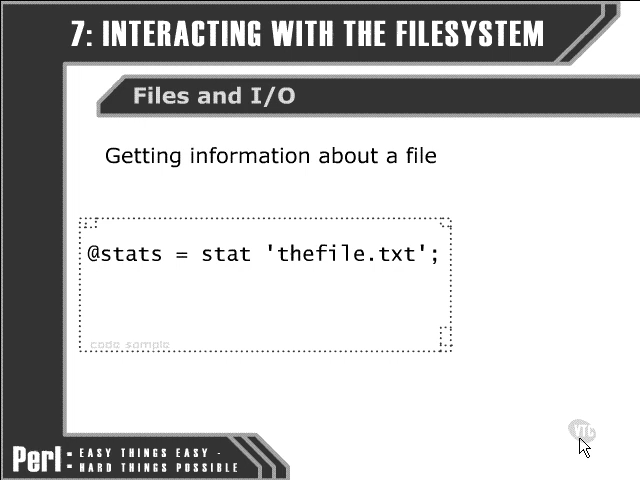 7: INTERACTING WITH THE FILESYSTEM
Files and I/O
Getting information about a file
@stats = stat 'thefile.txt';
code sample
VTC
Perl: EASY THINGS EASY -
HARD THINGS POSSIBLE